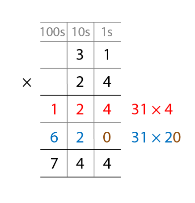 100s 10s 1s
3 1
× 2 4
1 2 4 31 × 4
6 2 0 31 × 20
7 4 4